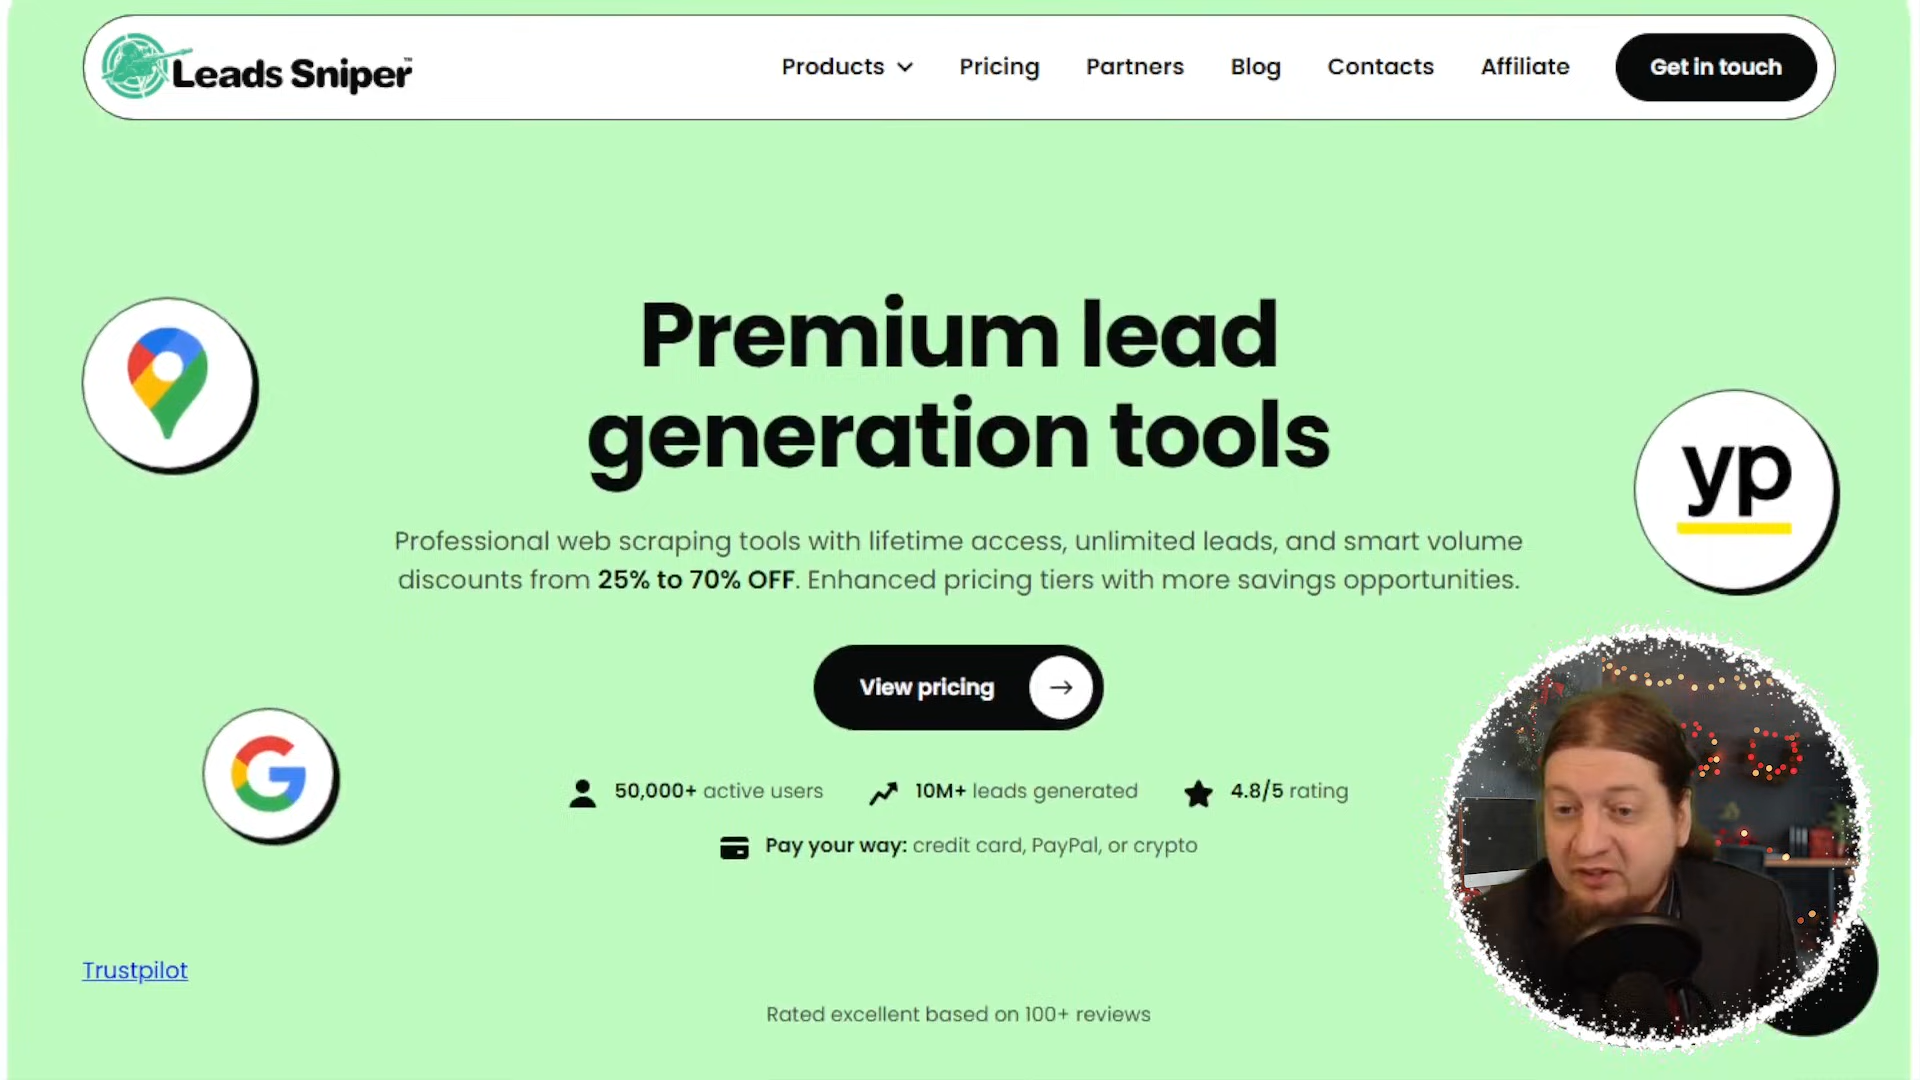 Leads Sniper™
Products
Pricing
Partners
Blog
Contacts
Affiliate
Get in touch
Premium lead
generation tools
yp
Professional web scraping tools with lifetime access, unlimited leads, and smart volume
discounts from 25% to 70% OFF. Enhanced pricing tiers with more savings opportunities.
View pricing
G
50,000+ active users
10M+ leads generated
4.8/5 rating
Pay your way: credit card, PayPal, or crypto
Trustpilot
Rated excellent based on 100+ reviews